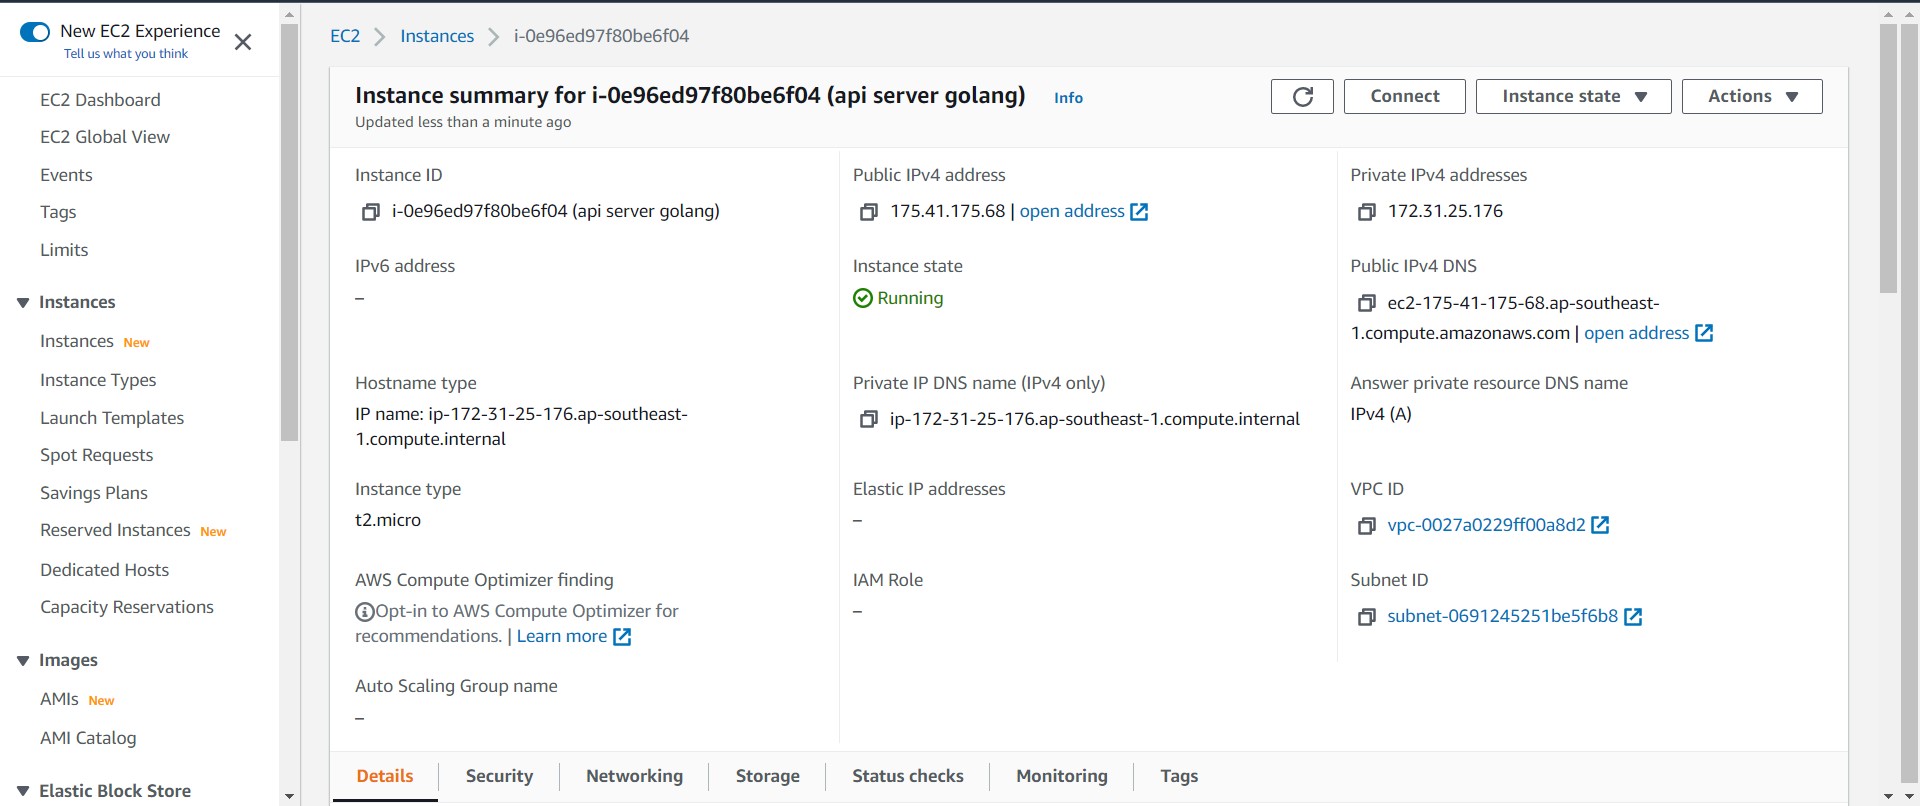 New EC2 Experience
Tell us what you think
EC2 Dashboard
EC2 Global View
Events
Tags
Limits
Instances
Instances New
Instance Types
Launch Templates
Spot Requests
Savings Plans
Reserved Instances New
Dedicated Hosts
Capacity Reservations
Images
AMIs New
AMI Catalog
Elastic Block Store
EC2 Instances i-0e96ed97f80be6f04
Instance summary for i-0e96ed97f80be6f04 (api server golang) Info
Updated less than a minute ago
Connect Instance state Actions
Instance ID
i-0e96ed97f80be6f04 (api server golang)
Public IPv4 address
175.41.175.68 | open address
Private IPv4 addresses
172.31.25.176
IPv6 address
–
Instance state
Running
Public IPv4 DNS
ec2-175-41-175-68.ap-southeast-
1.compute.amazonaws.com | open address
Hostname type
IP name: ip-172-31-25-176.ap-southeast-
1.compute.internal
Private IP DNS name (IPv4 only)
ip-172-31-25-176.ap-southeast-1.compute.internal
Answer private resource DNS name
IPv4 (A)
Instance type
t2.micro
Elastic IP addresses
–
VPC ID
vpc-0027a0229ff00a8d2
AWS Compute Optimizer finding
Opt-in to AWS Compute Optimizer for
recommendations. | Learn more
IAM Role
–
Subnet ID
subnet-0691245251be5f6b8
Auto Scaling Group name
–
Details Security Networking Storage Status checks Monitoring Tags